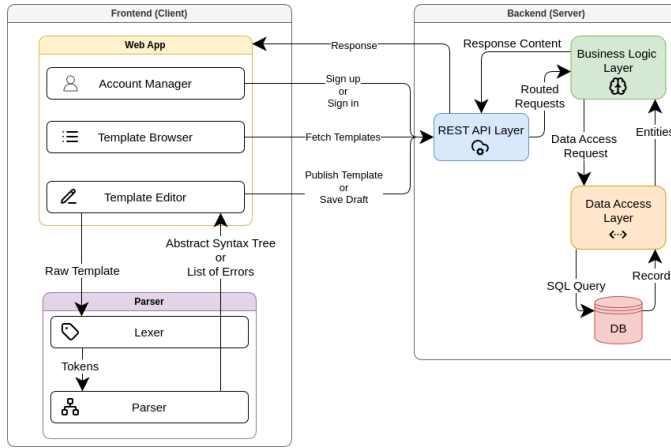 Frontend (Client)
Web App
Account Manager
Template Browser
Template Editor
Raw Template
Abstract Syntax Tree
or
List of Errors
Parser
Lexer
Tokens
Parser
Response
Sign up
or
Sign in
Fetch Templates
Publish Template
or
Save Draft
Backend (Server)
Response Content
Business Logic
Layer
Routed
Requests
REST API Layer
Data Access
Request
Entities
Data Access
Layer
SQL Query
Records
DB